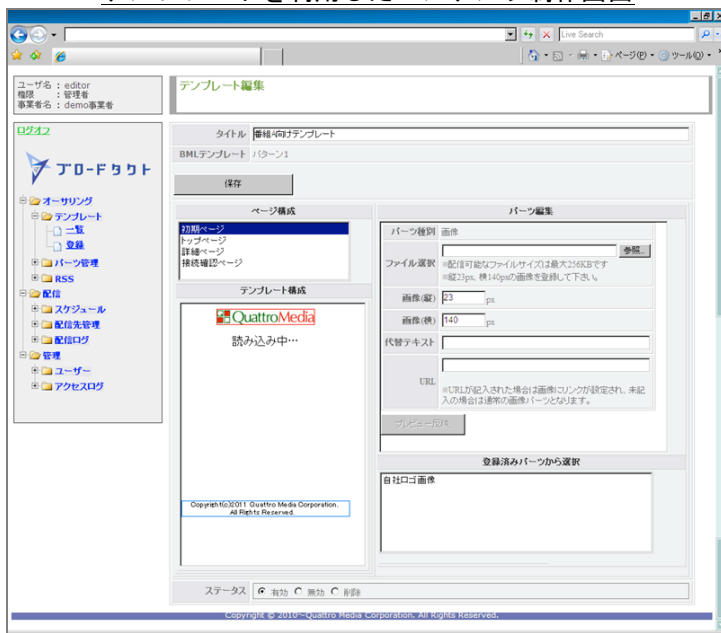 Live Search
ページ(P)
ツール(O)
ユーザ名 : editor
権限 : 管理者
事業者名 : demo事業者
テンプレート編集
ログオフ
ブロードタクト
オーサリング
テンプレート
一覧
登録
パーツ管理
RSS
配信
スケジュール
配信先管理
配信ログ
管理
ユーザー
アクセスログ
タイトル 番組A向けテンプレート
BMLテンプレート パターン1
保存
ページ構成
初期ページ
トップページ
詳細ページ
接続確認ページ
テンプレート構成
QuattroMedia
読み込み中…
Copyright(c)2011 Quattro Media Corporation.
All Rights Reserved.
パーツ編集
パーツ種別 画像
ファイル選択
参照...
※配信可能なファイルサイズは最大256KBです
※縦23px, 横140pxの画像を登録して下さい。
画像(縦) 23 px
画像(横) 140 px
代替テキスト
URL
※URLが記入された場合は画像にリンクが設定され、未記
入の場合は通常の画像パーツとなります。
プレビュー反映
登録済みパーツから選択
自社ロゴ画像
ステータス 有効 無効 削除
Copyright © 2010～Quattro Media Corporation. All Rights Reserved.